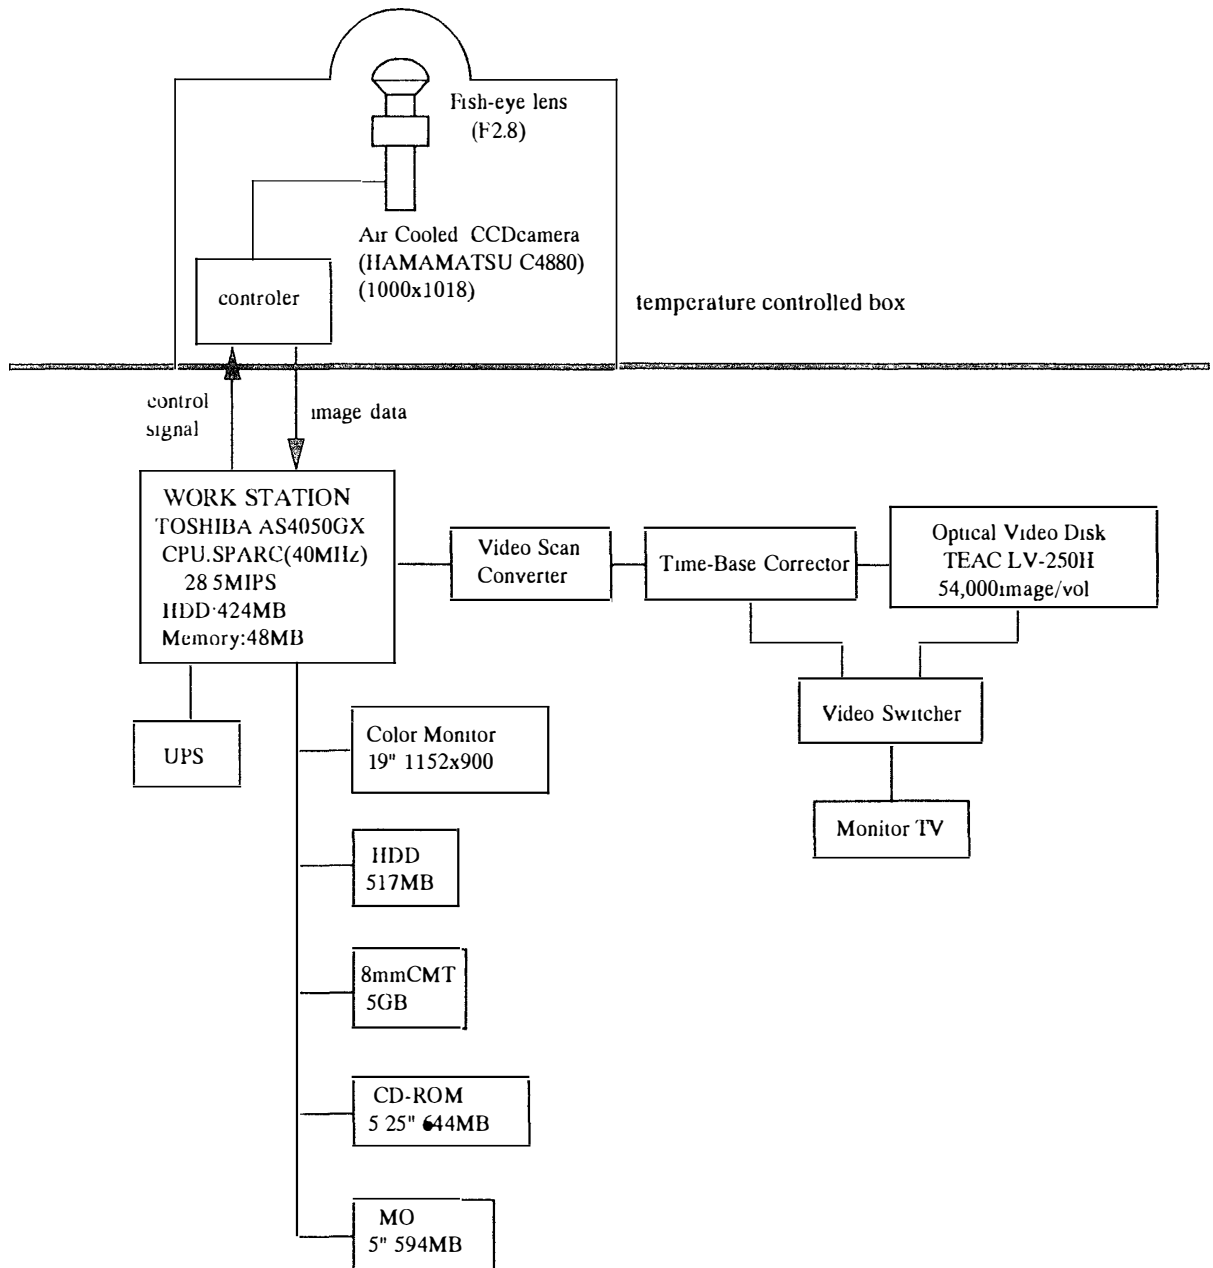 Fish-eye lens
(F2.8)
Air Cooled CCDcamera
(HAMAMATSU C4880)
(1000x1018)
controler
temperature controlled box
control
signal
image data
WORK STATION
TOSHIBA AS4050GX
CPU.SPARC(40MHz)
28 5MIPS
HDD·424MB
Memory:48MB
Video Scan
Converter
Time-Base Corrector
Optical Video Disk
TEAC LV-250H
54,000image/vol
Video Switcher
Monitor TV
UPS
Color Monitor
19" 1152x900
HDD
517MB
8mmCMT
5GB
CD-ROM
5 25" 644MB
MO
5" 594MB